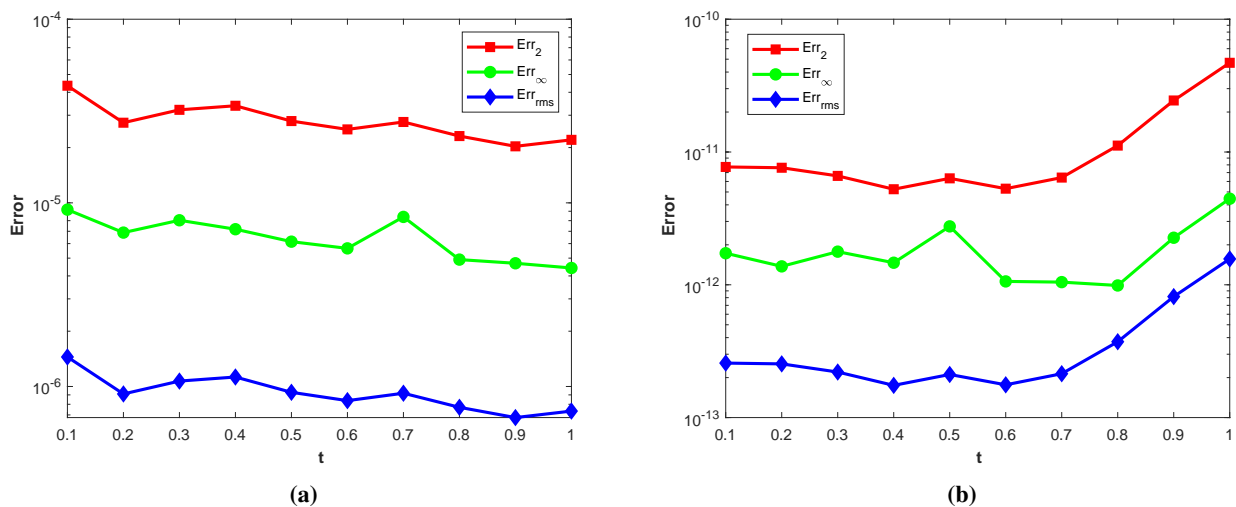 10^-4
10^-5
10^-6
Error
Err_2
Err_∞
Err_rms
0.1 0.2 0.3 0.4 0.5 0.6 0.7 0.8 0.9 1
t
(a)
10^-10
10^-11
10^-12
10^-13
Error
Err_2
Err_∞
Err_rms
0.1 0.2 0.3 0.4 0.5 0.6 0.7 0.8 0.9 1
t
(b)